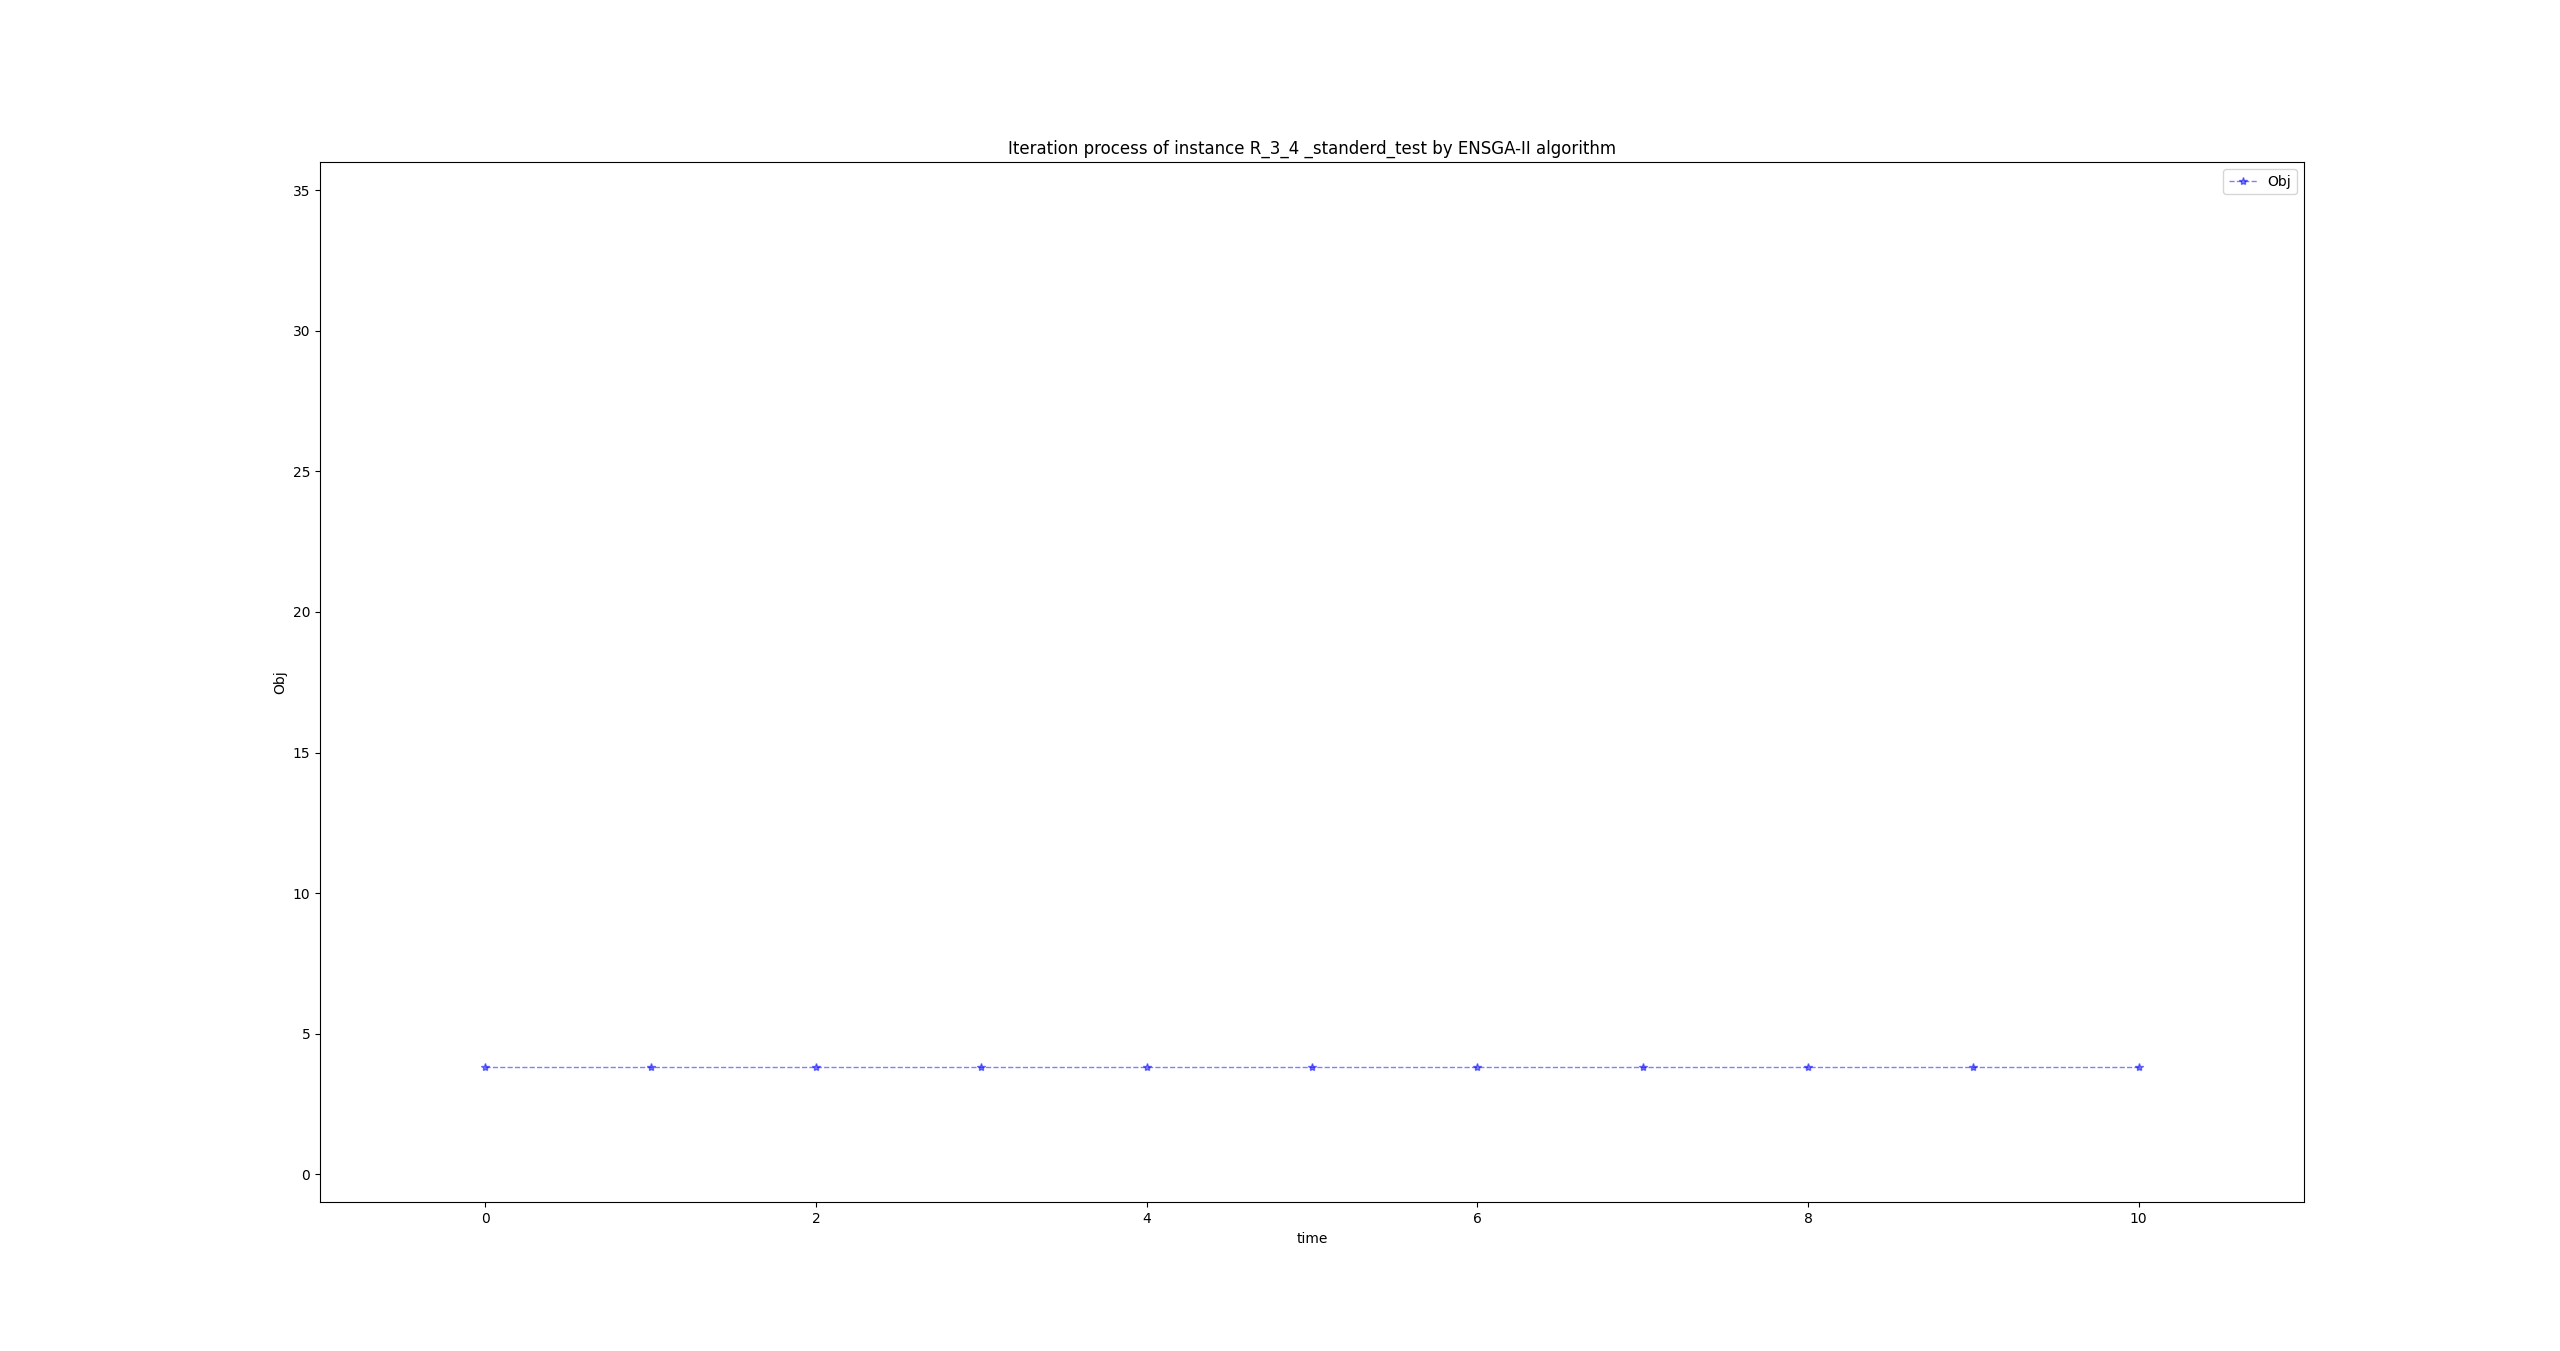 Iteration process of instance R_3_4 _standerd_test by ENSGA-II algorithm
Obj
35
30
25
20
15
10
5
0
Obj
0 2 4 6 8 10
time